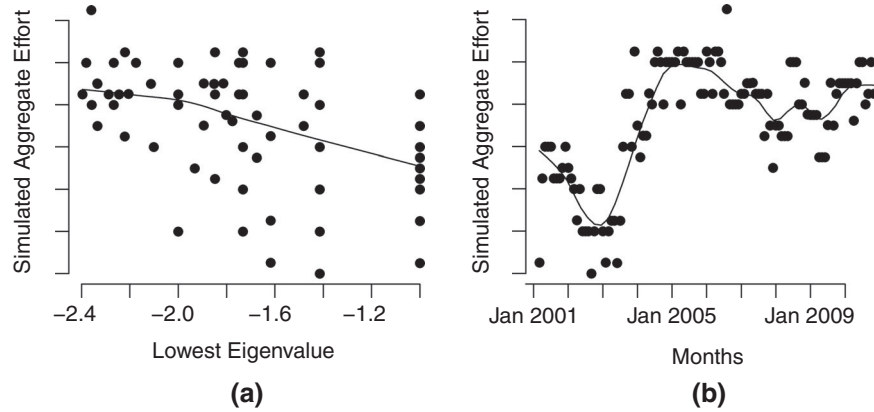 Simulated Aggregate Effort
−2.4 −2.0 −1.6 −1.2
Lowest Eigenvalue
(a)
Simulated Aggregate Effort
Jan 2001 Jan 2005 Jan 2009
Months
(b)